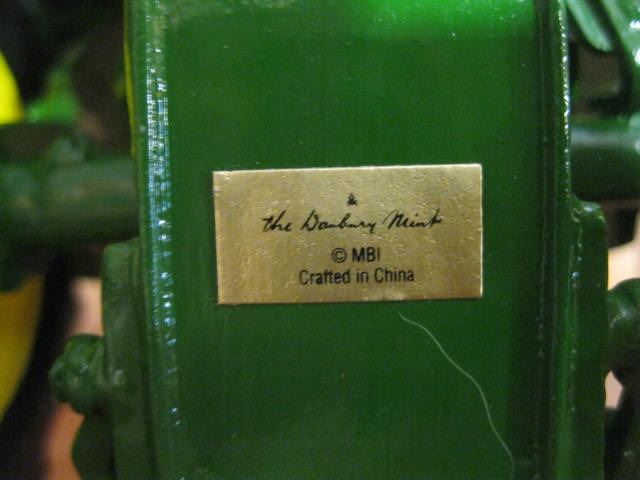 the Danbury Mint
© MBI
Crafted in China